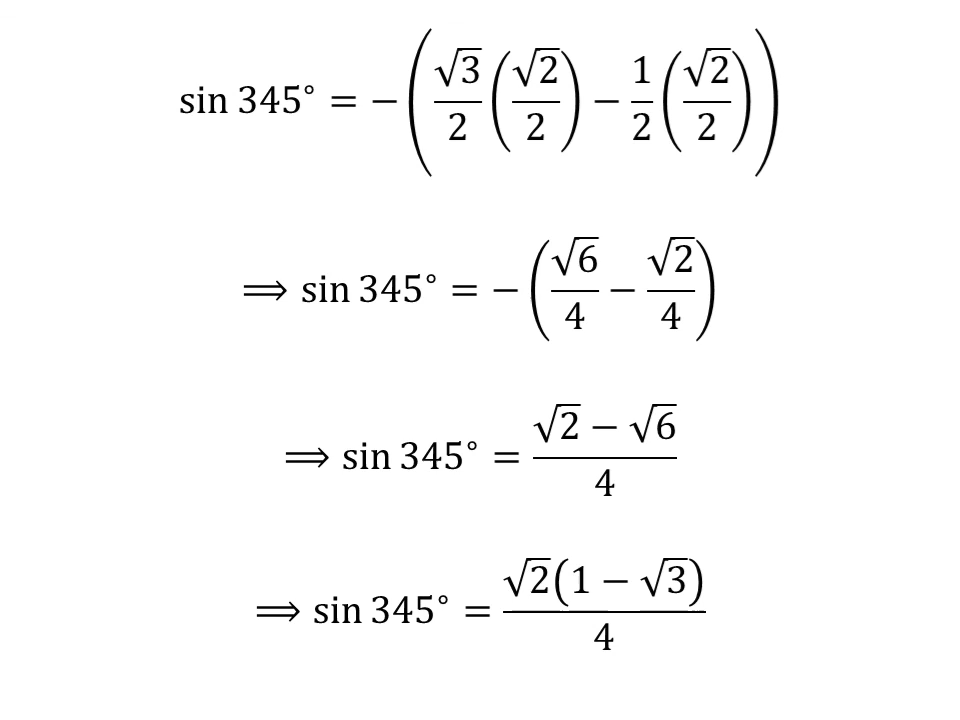 sin 345° = −(√3/2 (√2/2) − 1/2 (√2/2))
⟹ sin 345° = −(√6/4 − √2/4)
⟹ sin 345° = (√2 − √6)/4
⟹ sin 345° = √2(1 − √3)/4